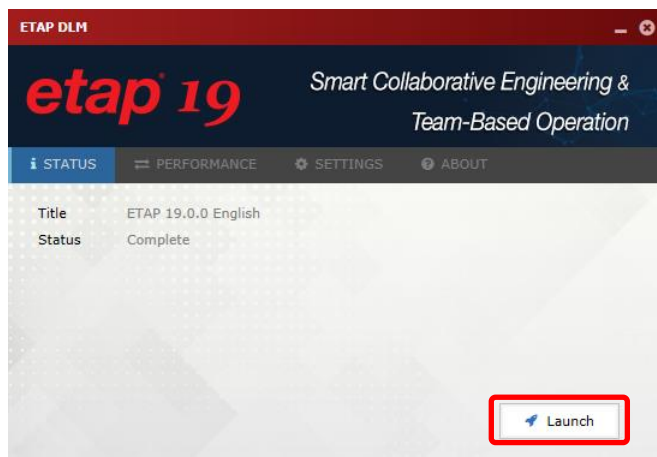 ETAP DLM
etap 19
Smart Collaborative Engineering &
Team-Based Operation
STATUS PERFORMANCE SETTINGS ABOUT
Title ETAP 19.0.0 English
Status Complete
Launch